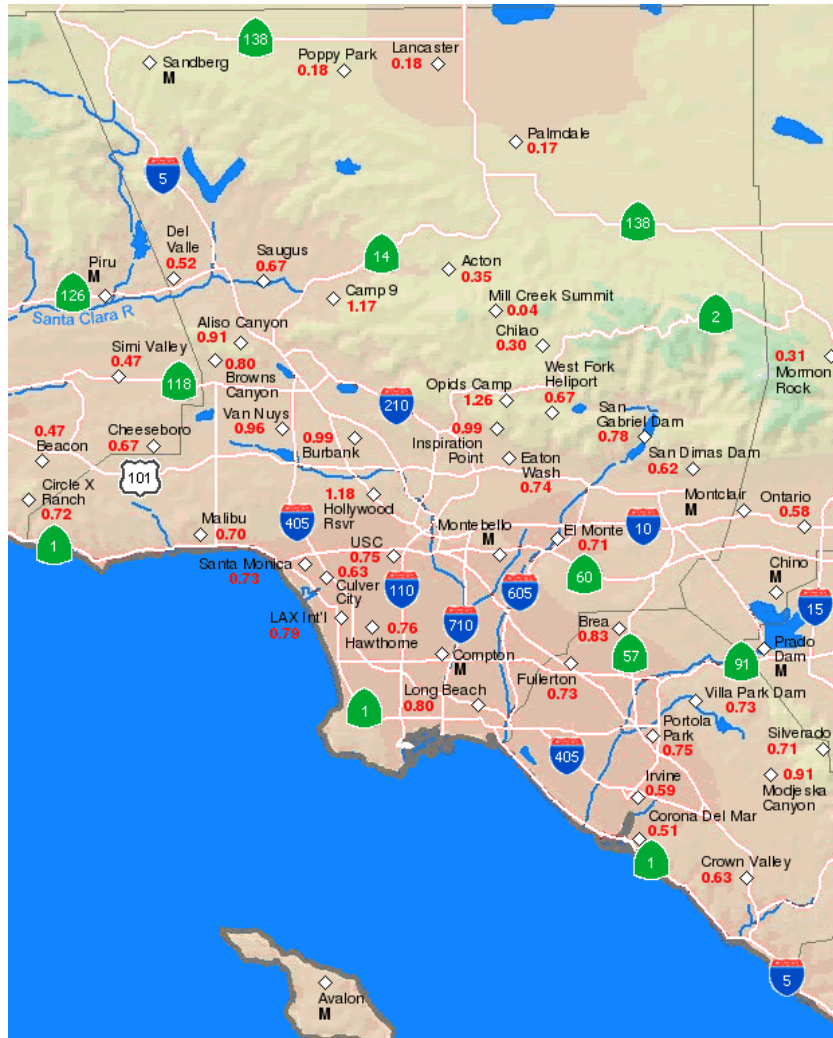 138
Sandberg
M
Poppy Park
0.18
Lancaster
0.18
Palmdale
0.17
5
138
Del
Valle
0.52
Saugus
0.67
14
Acton
0.35
Piru
M
126
Santa Clara R
Camp 9
1.17
Mill Creek Summit
0.04
2
Aliso Canyon
0.91
Chilao
0.30
Simi Valley
0.47
0.80
Browns
Canyon
118
0.31
Mormon
Rock
Opids Camp
1.26
West Fork
Heliport
0.67
210
San
Gabriel Dam
0.78
Van Nuys
0.96
0.99
Burbank
0.99
Inspiration
Point
0.47
Beacon
Cheeseboro
0.67
Eaton
Wash
0.74
San Dimas Dam
0.62
101
Circle X
Ranch
0.72
1.18
Hollywood
Rsvr
Montclair
M
Ontario
0.58
Malibu
0.70
405
Montebello
M
El Monte
0.71
10
1
USC
0.75
Santa Monica
0.73
0.63
Culver
City
110
605
60
Chino
M
15
LAX Int'l
0.79
0.76
Hawthorne
710
Brea
0.83
57
91
Prado
Dam
M
Compton
M
Fullerton
0.73
Long Beach
0.80
1
Villa Park Dam
0.73
Portola
Park
0.75
Silverado
0.71
405
0.91
Modjeska
Canyon
Irvine
0.59
Corona Del Mar
0.51
1
Crown Valley
0.63
5
Avalon
M